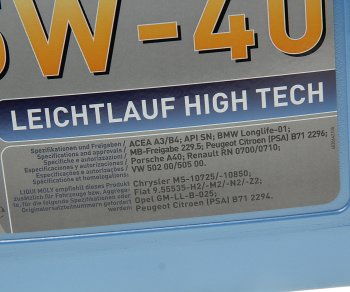 5W-40
LEICHTLAUF HIGH TECH
Spezifikationen und Freigaben /
Specifications and approvals /
Specifiche e autorizzazioni /
Especificaciones y autorizaciones /
Especificações e autorizações /
Specifications et homologations:
ACEA A3/B4; API SN; BMW Longlife-01;
MB-Freigabe 229.5; Peugeot Citroen (PSA) B71 2296;
Porsche A40; Renault RN 0700/0710;
VW 502 00/505 00.
LIQUI MOLY empfiehlt dieses Produkt
zusätzlich für Fahrzeuge bzw. Aggregate,
für die folgende Spezifikationen oder
Originalersatzteilnummern gefordert
werden:
Chrysler MS-10725/-10850;
Fiat 9.55535-H2/-M2/-N2/-Z2;
Opel GM-LL-B-025;
Peugeot Citroen (PSA) B71 2294.